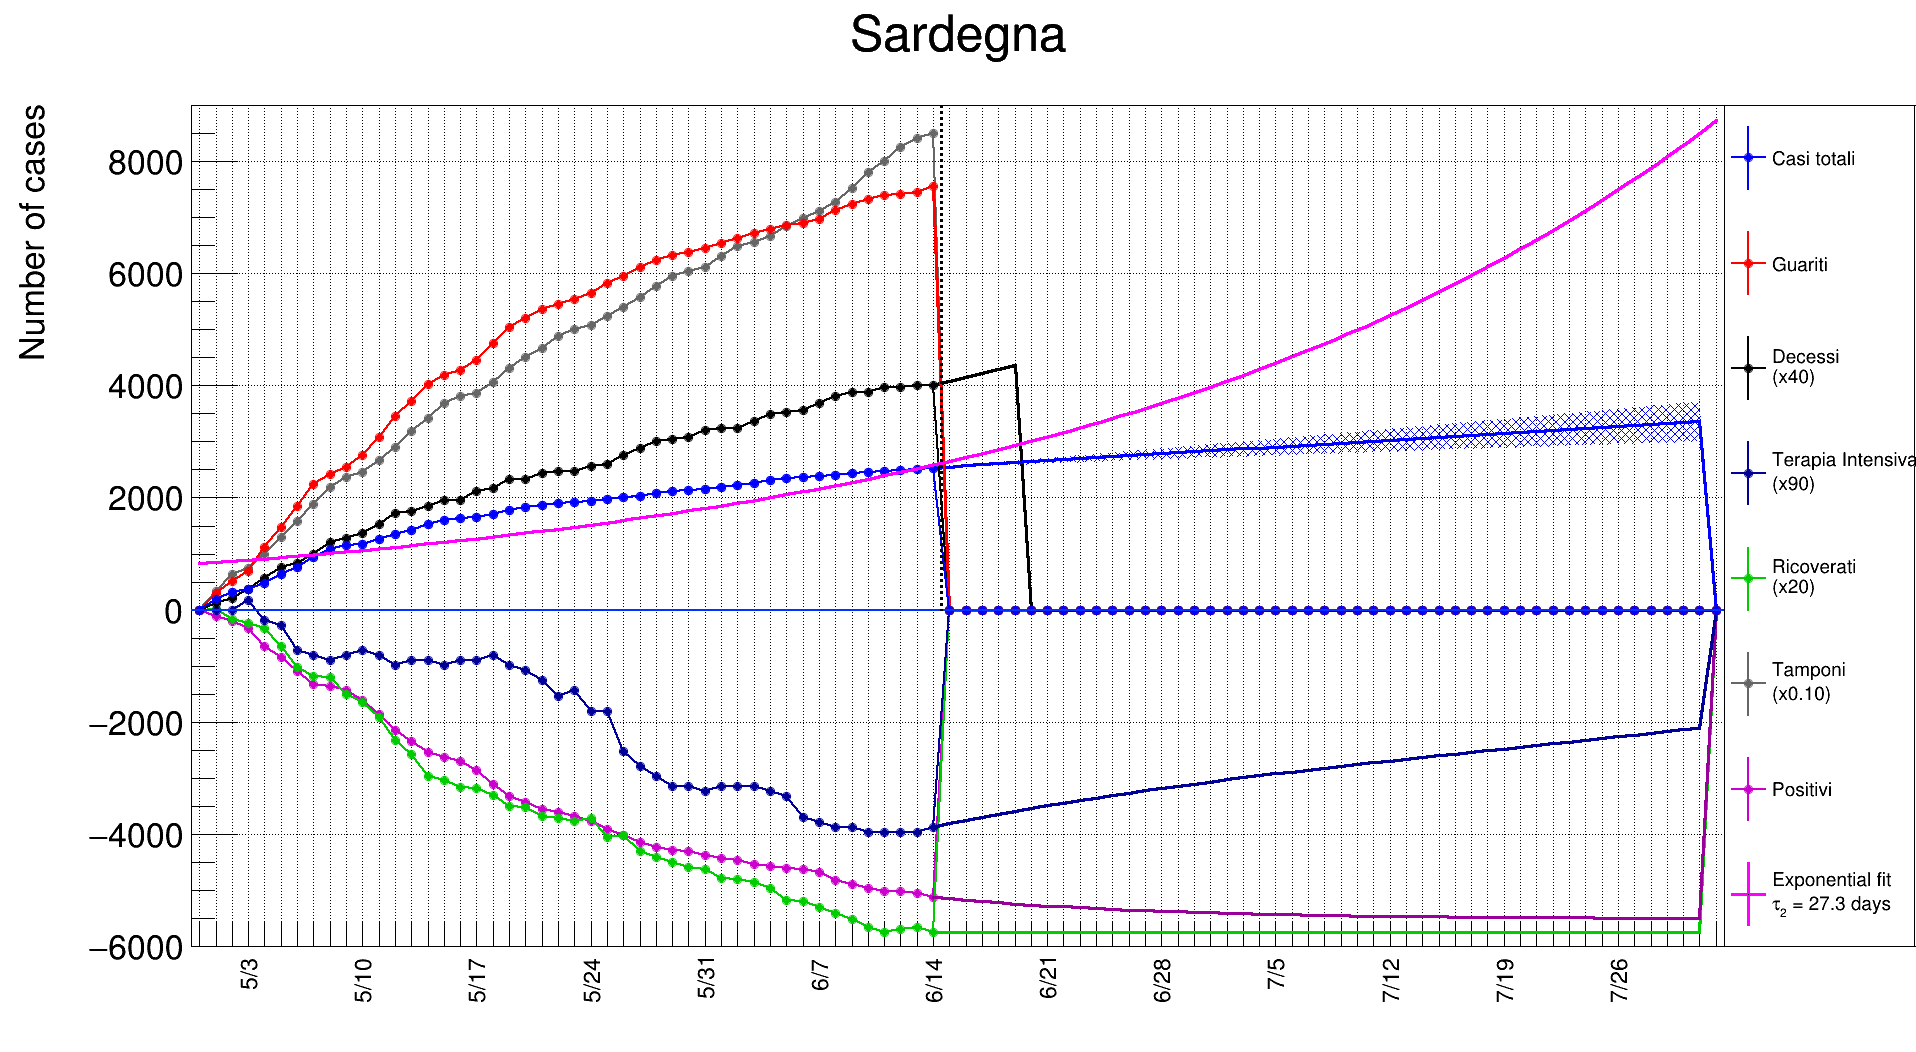 Sardegna
Number of cases
8000
6000
4000
2000
0
−2000
−4000
−6000
5/3
5/10
5/17
5/24
5/31
6/7
6/14
6/21
6/28
7/5
7/12
7/19
7/26
Casi totali
Guariti
Decessi
(x40)
Terapia Intensiva
(x90)
Ricoverati
(x20)
Tamponi
(x0.10)
Positivi
Exponential fit
τ₂ = 27.3 days